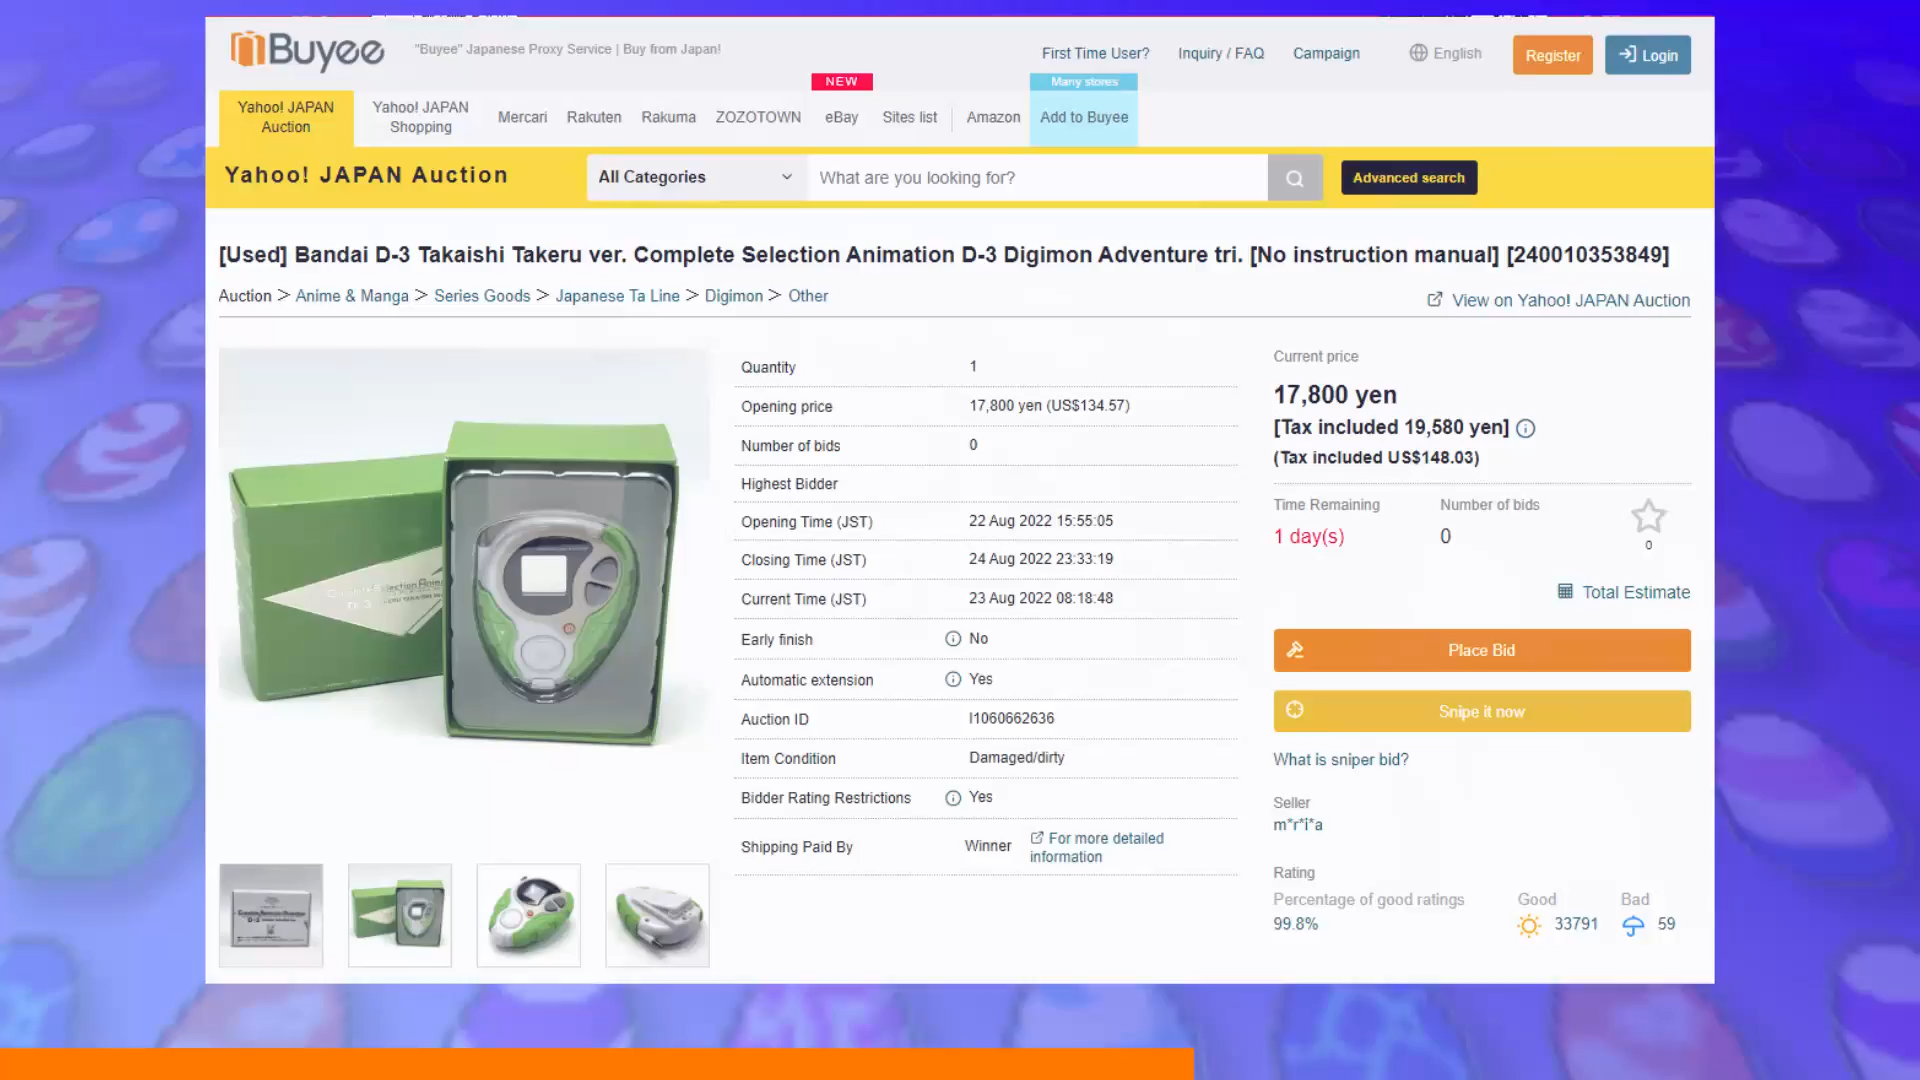 Buyee
"Buyee" Japanese Proxy Service | Buy from Japan!
First Time User?
Inquiry / FAQ
Campaign
English
Register
Login
NEW
Many stores
Yahoo! JAPAN
Auction
Yahoo! JAPAN
Shopping
Mercari
Rakuten
Rakuma
ZOZOTOWN
eBay
Sites list
Amazon
Add to Buyee
Yahoo! JAPAN Auction
All Categories
What are you looking for?
Advanced search
[Used] Bandai D-3 Takaishi Takeru ver. Complete Selection Animation D-3 Digimon Adventure tri. [No instruction manual] [240010353849]
Auction > Anime & Manga > Series Goods > Japanese Ta Line > Digimon > Other
View on Yahoo! JAPAN Auction
Quantity 1
Opening price 17,800 yen (US$134.57)
Number of bids 0
Highest Bidder
Opening Time (JST) 22 Aug 2022 15:55:05
Closing Time (JST) 24 Aug 2022 23:33:19
Current Time (JST) 23 Aug 2022 08:18:48
Early finish No
Automatic extension Yes
Auction ID l1060662636
Item Condition Damaged/dirty
Bidder Rating Restrictions Yes
Shipping Paid By Winner For more detailed
information
Current price
17,800 yen
[Tax included 19,580 yen]
(Tax included US$148.03)
Time Remaining
1 day(s)
Number of bids
0
0
Total Estimate
Place Bid
Snipe it now
What is sniper bid?
Seller
m*r*i*a
Rating
Percentage of good ratings
99.8%
Good
33791
Bad
59